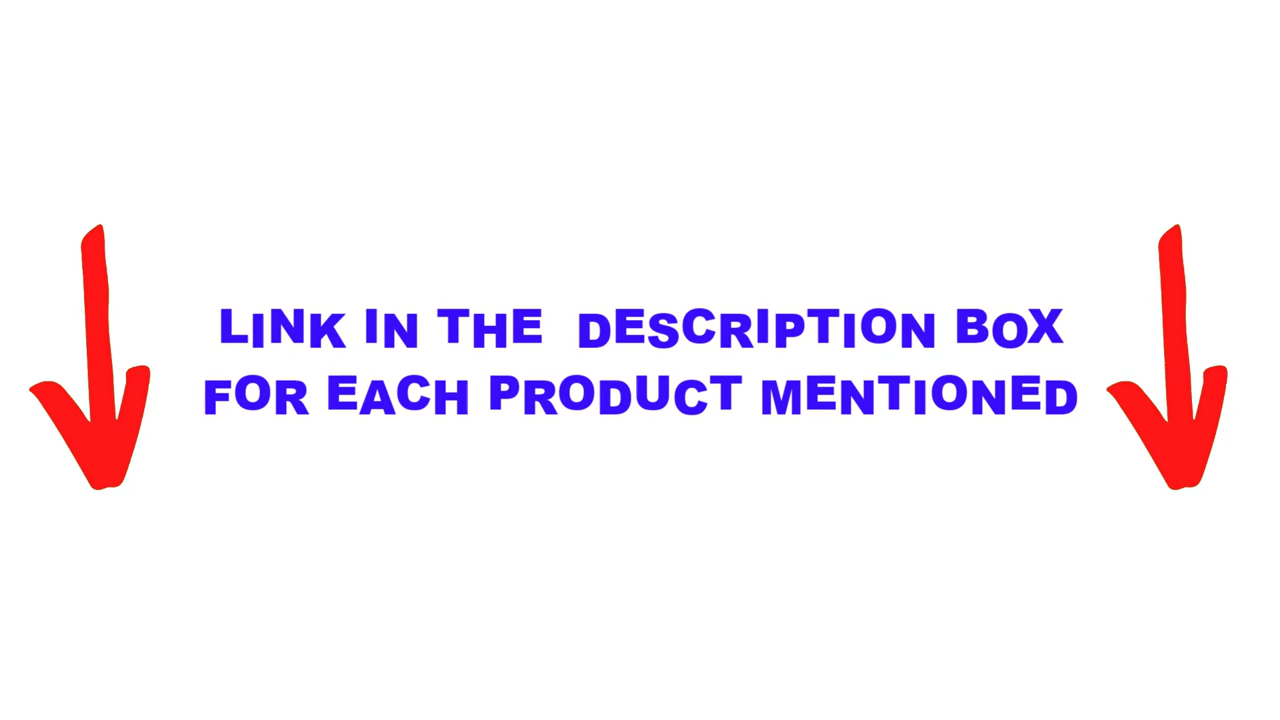 LINK IN THE DESCRIPTION BOX
FOR EACH PRODUCT MENTIONED